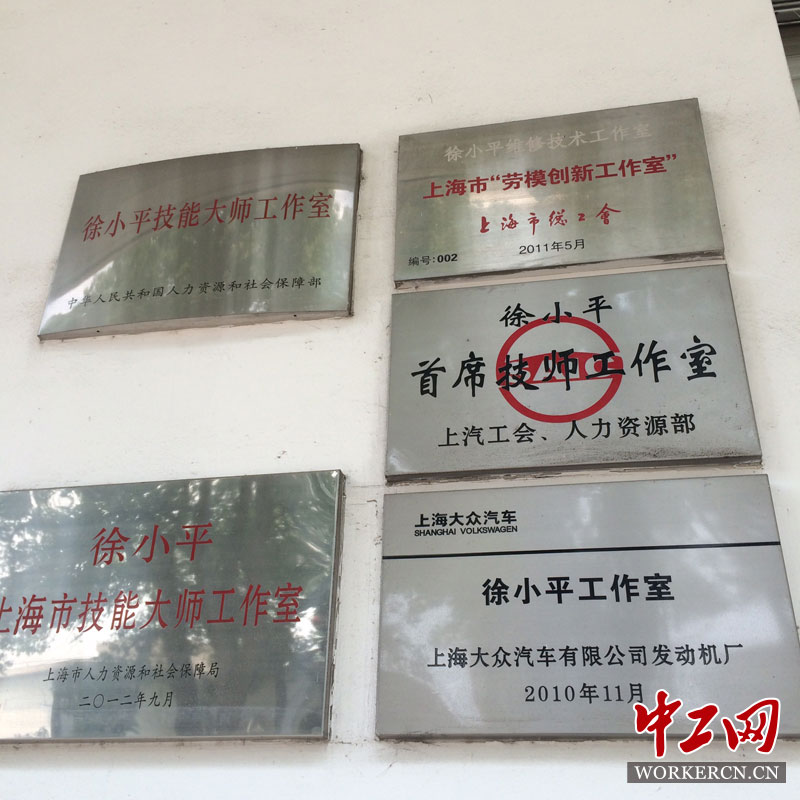 徐小平技能大师工作室
中华人民共和国人力资源和社会保障部
徐小平维修技术工作室
上海市“劳模创新工作室”
上海市总工會
2011年5月
编号:002
徐小平
首席技师工作室
上汽工会、人力资源部
徐小平
上海市技能大师工作室
上海市人力资源和社会保障局
二〇一二年九月
上海大众汽车
SHANGHAI VOLKSWAGEN
徐小平工作室
上海大众汽车有限公司发动机厂
2010年11月
中工网
WORKERCN.CN